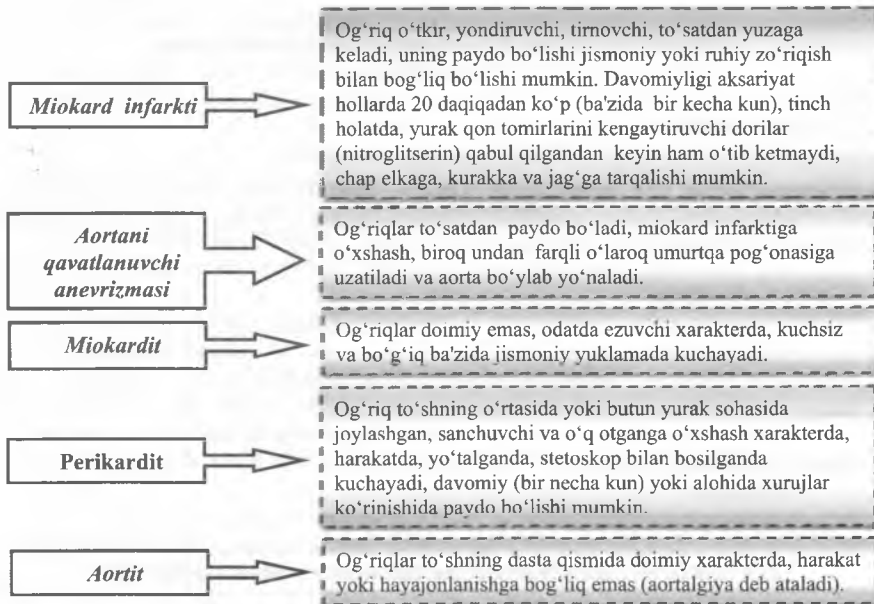 Miokard infarkti
Og‘riq o‘tkir, yondiruvchi, tirnovchi, to‘satdan yuzaga
keladi, uning paydo bo‘lishi jismoniy yoki ruhiy zo‘riqish
bilan bog‘liq bo‘lishi mumkin. Davomiyligi aksariyat
hollarda 20 daqiqadan ko‘p (ba'zida bir kecha kun), tinch
holatda, yurak qon tomirlarini kengaytiruvchi dorilar
(nitroglitserin) qabul qilgandan keyin ham o‘tib ketmaydi,
chap elkaga, kurakka va jag‘ga tarqalishi mumkin.
Aortani
qavatlanuvchi
anevrizmasi
Og‘riqlar to‘satdan paydo bo‘ladi, miokard infarktiga
o‘xshash, biroq undan farqli o‘laroq umurtqa pog‘onasiga
uzatiladi va aorta bo‘ylab yo‘naladi.
Miokardit
Og‘riqlar doimiy emas, odatda ezuvchi xarakterda, kuchsiz
va bo‘g‘iq ba'zida jismoniy yuklamada kuchayadi.
Perikardit
Og‘riq to‘shning o‘rtasida yoki butun yurak sohasida
joylashgan, sanchuvchi va o‘q otganga o‘xshash xarakterda,
harakatda, yo‘talganda, stetoskop bilan bosilganda
kuchayadi, davomiy (bir necha kun) yoki alohida xurujlar
ko‘rinishida paydo bo‘lishi mumkin.
Aortit
Og‘riqlar to‘shning dasta qismida doimiy xarakterda, harakat
yoki hayajonlanishga bog‘liq emas (aortalgiya deb ataladi).